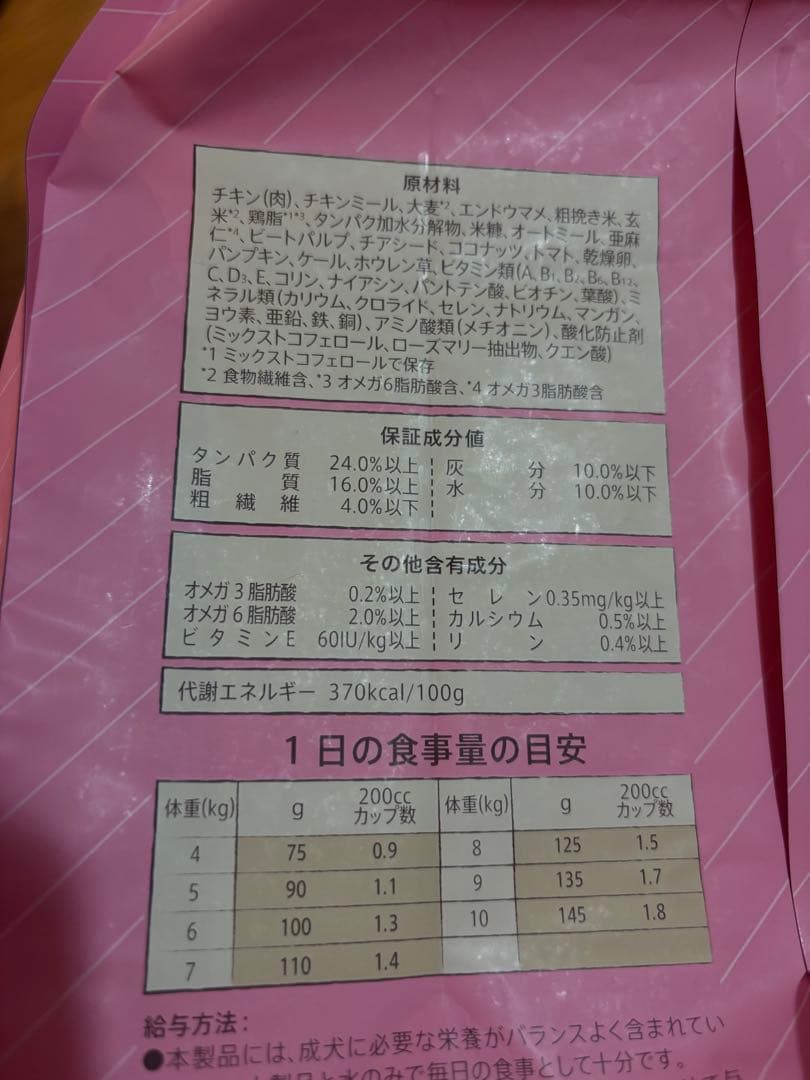 原材料
チキン(肉)、チキンミール、大麦*2、エンドウマメ、粗挽き米、玄
米*2、鶏脂*1*3、タンパク加水分解物、米糠、オートミール、亜麻
仁*4、ビートパルプ、チアシード、ココナッツ、トマト、乾燥卵、
パンプキン、ケール、ホウレン草、ビタミン類(A、B1、B2、B6、B12、
C、D3、E、コリン、ナイアシン、パントテン酸、ビオチン、葉酸)、ミ
ネラル類(カリウム、クロライド、セレン、ナトリウム、マンガン、
ヨウ素、亜鉛、鉄、銅)、アミノ酸類(メチオニン)、酸化防止剤
(ミックストコフェロール、ローズマリー抽出物、クエン酸)
*1 ミックストコフェロールで保存
*2 食物繊維含、*3 オメガ6脂肪酸含、*4 オメガ3脂肪酸含
保証成分値
タンパク質 24.0%以上 灰分 10.0%以下
脂質 16.0%以上 水分 10.0%以下
粗繊維 4.0%以下
その他含有成分
オメガ3脂肪酸 0.2%以上 セレン 0.35mg/kg以上
オメガ6脂肪酸 2.0%以上 カルシウム 0.5%以上
ビタミンE 60IU/kg以上 リン 0.4%以上
代謝エネルギー 370kcal/100g
1日の食事量の目安
体重(kg) g 200cc カップ数 体重(kg) g 200cc カップ数
4 75 0.9 8 125 1.5
5 90 1.1 9 135 1.7
6 100 1.3 10 145 1.8
7 110 1.4
給与方法:
●本製品には、成犬に必要な栄養がバランスよく含まれてい
製品と水のみで毎日の食事として十分です。